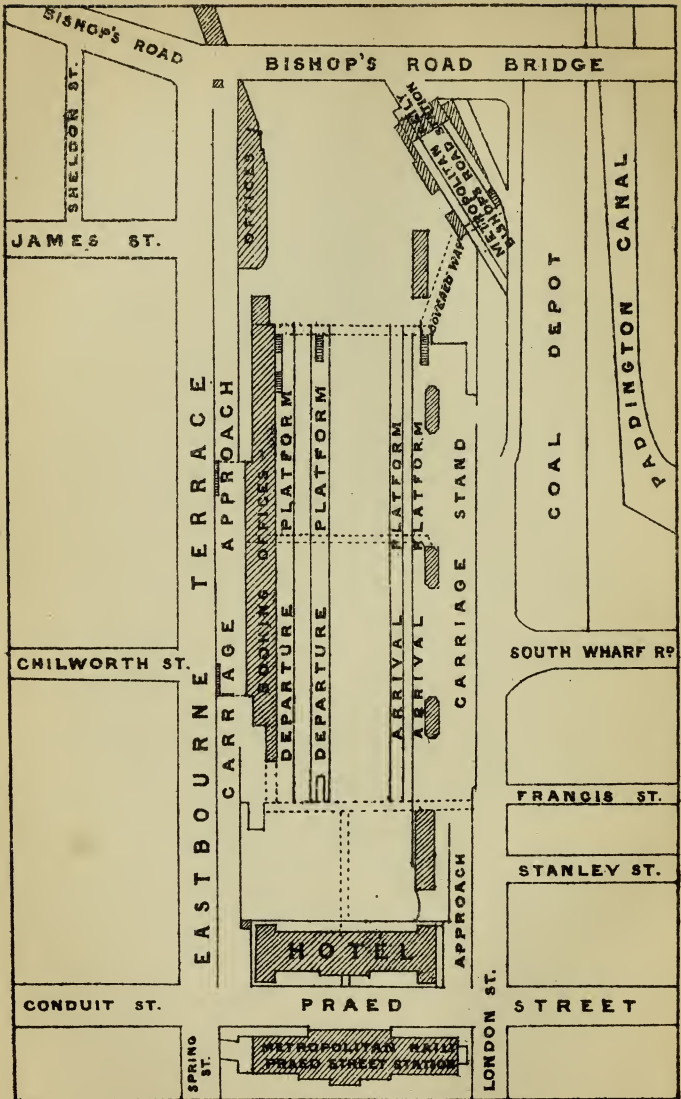 BISHOP'S ROAD
BISHOP'S ROAD BRIDGE
SHELDON ST.
JAMES ST.
OFFICES
METROPOLITAN RAILY
BISHOP'S ROAD STATION
COVERED WAY
COAL DEPOT
PADDINGTON CANAL
EASTBOURNE TERRACE
CARRIAGE APPROACH
BOOKING OFFICES
DEPARTURE PLATFORM
DEPARTURE PLATFORM
ARRIVAL PLATFORM
ARRIVAL PLATFORM
CARRIAGE STAND
CHILWORTH ST.
SOUTH WHARF RD
FRANCIS ST.
STANLEY ST.
APPROACH
HOTEL
CONDUIT ST.
PRAED STREET
LONDON ST.
SPRING ST.
METROPOLITAN RAILY
PRAED STREET STATION